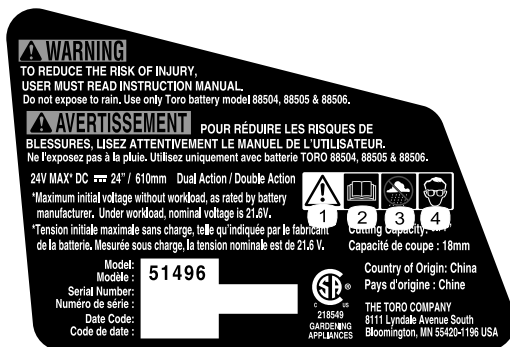 WARNING
TO REDUCE THE RISK OF INJURY,
USER MUST READ INSTRUCTION MANUAL.
Do not expose to rain. Use only Toro battery model 88504, 88505 & 88506.
AVERTISSEMENT POUR RÉDUIRE LES RISQUES DE
BLESSURES, LISEZ ATTENTIVEMENT LE MANUEL DE L'UTILISATEUR.
Ne l'exposez pas à la pluie. Utilisez uniquement avec batterie TORO 88504, 88505 & 88506.
24V MAX* DC 24" / 610mm Dual Action / Double Action
*Maximum initial voltage without workload, as rated by battery
manufacturer. Under workload, nominal voltage is 21.6V.
*Tension initiale maximale sans charge, telle qu'indiquée par le fabricant
de la batterie. Mesurée sous charge, la tension nominale est de 21.6 V.
1 2 3 4
Cutting Capacity:
Capacité de coupe : 18mm
Model:
Modèle :
51496
Serial Number:
Numéro de série :
Date Code:
Code de date :
SA
C US
218549
GARDENING
APPLIANCES
Country of Origin: China
Pays d'origine : Chine
THE TORO COMPANY
8111 Lyndale Avenue South
Bloomington, MN 55420-1196 USA